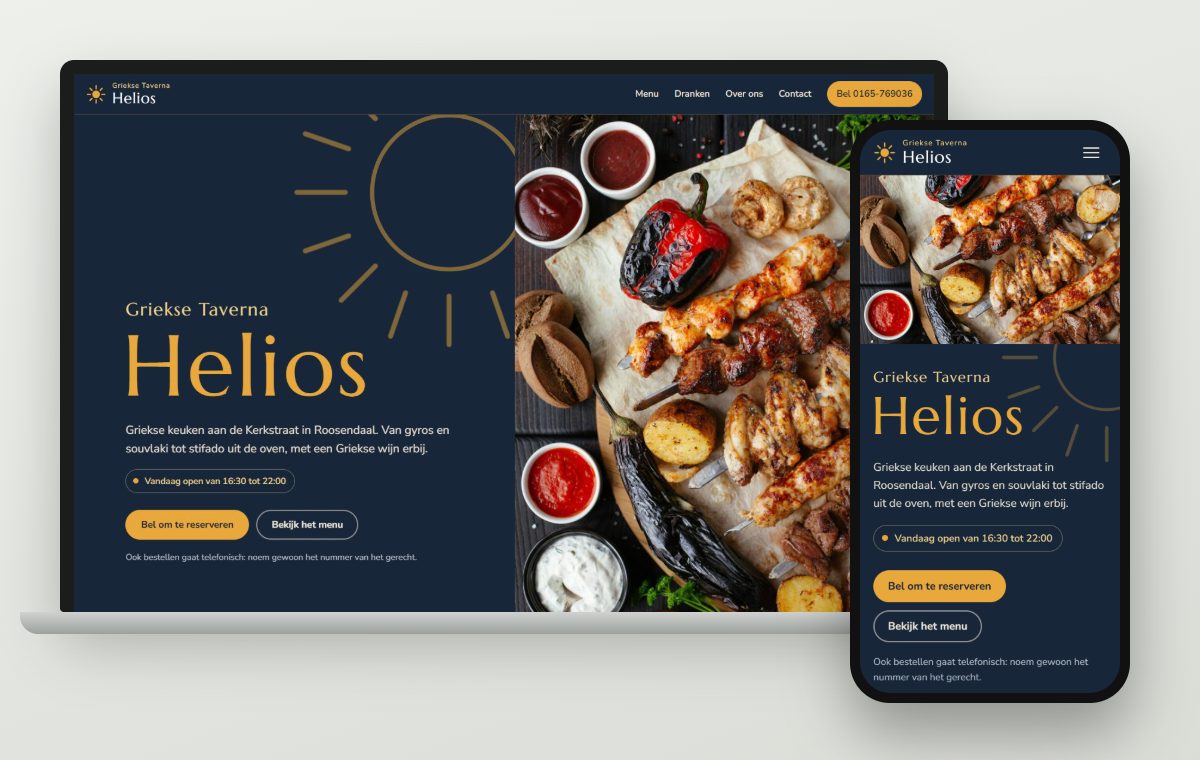 Griekse Taverna
Helios
Menu Dranken Over ons Contact Bel 0165-769036
Griekse Taverna
Helios
Griekse keuken aan de Kerkstraat in Roosendaal. Van gyros en
souvlaki tot stifado uit de oven, met een Griekse wijn erbij.
Vandaag open van 16:30 tot 22:00
Bel om te reserveren Bekijk het menu
Ook bestellen gaat telefonisch: noem gewoon het nummer van het gerecht.
Griekse Taverna
Helios
Griekse Taverna
Helios
Griekse keuken aan de Kerkstraat in
Roosendaal. Van gyros en souvlaki tot stifado
uit de oven, met een Griekse wijn erbij.
Vandaag open van 16:30 tot 22:00
Bel om te reserveren
Bekijk het menu
Ook bestellen gaat telefonisch: noem gewoon het
nummer van het gerecht.